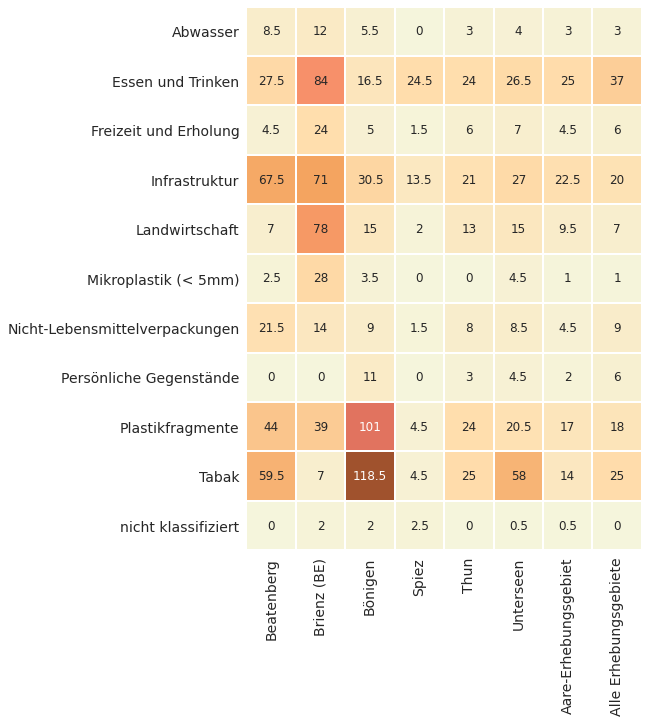 Abwasser 8.5 12 5.5 0 3 4 3 3
Essen und Trinken 27.5 84 16.5 24.5 24 26.5 25 37
Freizeit und Erholung 4.5 24 5 1.5 6 7 4.5 6
Infrastruktur 67.5 71 30.5 13.5 21 27 22.5 20
Landwirtschaft 7 78 15 2 13 15 9.5 7
Mikroplastik (< 5mm) 2.5 28 3.5 0 0 4.5 1 1
Nicht-Lebensmittelverpackungen 21.5 14 9 1.5 8 8.5 4.5 9
Persönliche Gegenstände 0 0 11 0 3 4.5 2 6
Plastikfragmente 44 39 101 4.5 24 20.5 17 18
Tabak 59.5 7 118.5 4.5 25 58 14 25
nicht klassifiziert 0 2 2 2.5 0 0.5 0.5 0
Beatenberg
Brienz (BE)
Bönigen
Spiez
Thun
Unterseen
Aare-Erhebungsgebiet
Alle Erhebungsgebiete